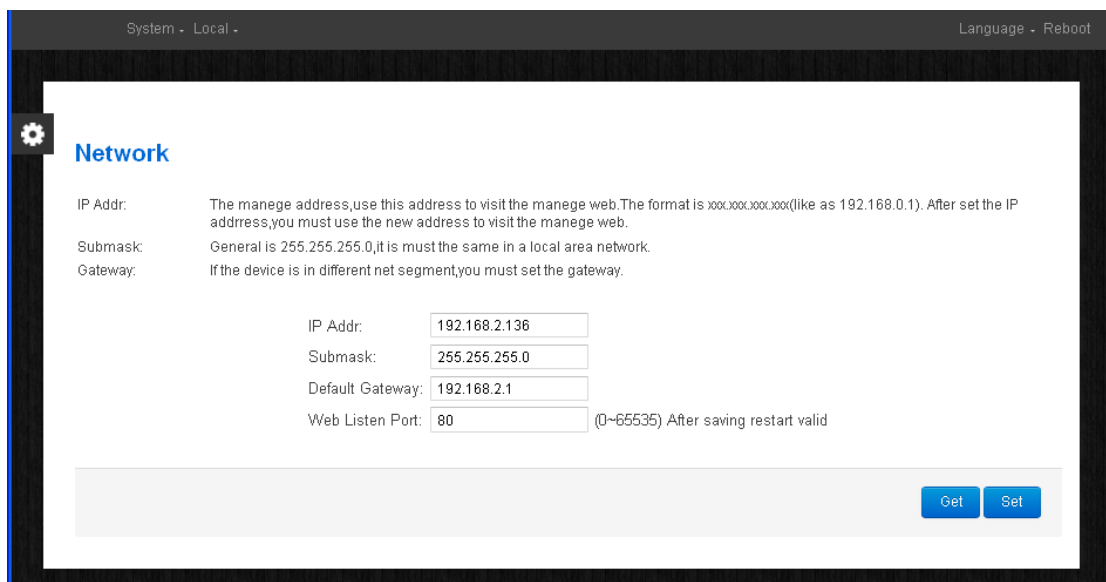 System Local
Language Reboot
Network
IP Addr: The manege address,use this address to visit the manege web.The format is xxx.xxx.xxx.xxx(like as 192.168.0.1). After set the IP
addrress,you must use the new address to visit the manege web.
Submask: General is 255.255.255.0,it is must the same in a local area network.
Gateway: If the device is in different net segment,you must set the gateway.
IP Addr: 192.168.2.136
Submask: 255.255.255.0
Default Gateway: 192.168.2.1
Web Listen Port: 80 (0~65535) After saving restart valid
Get Set